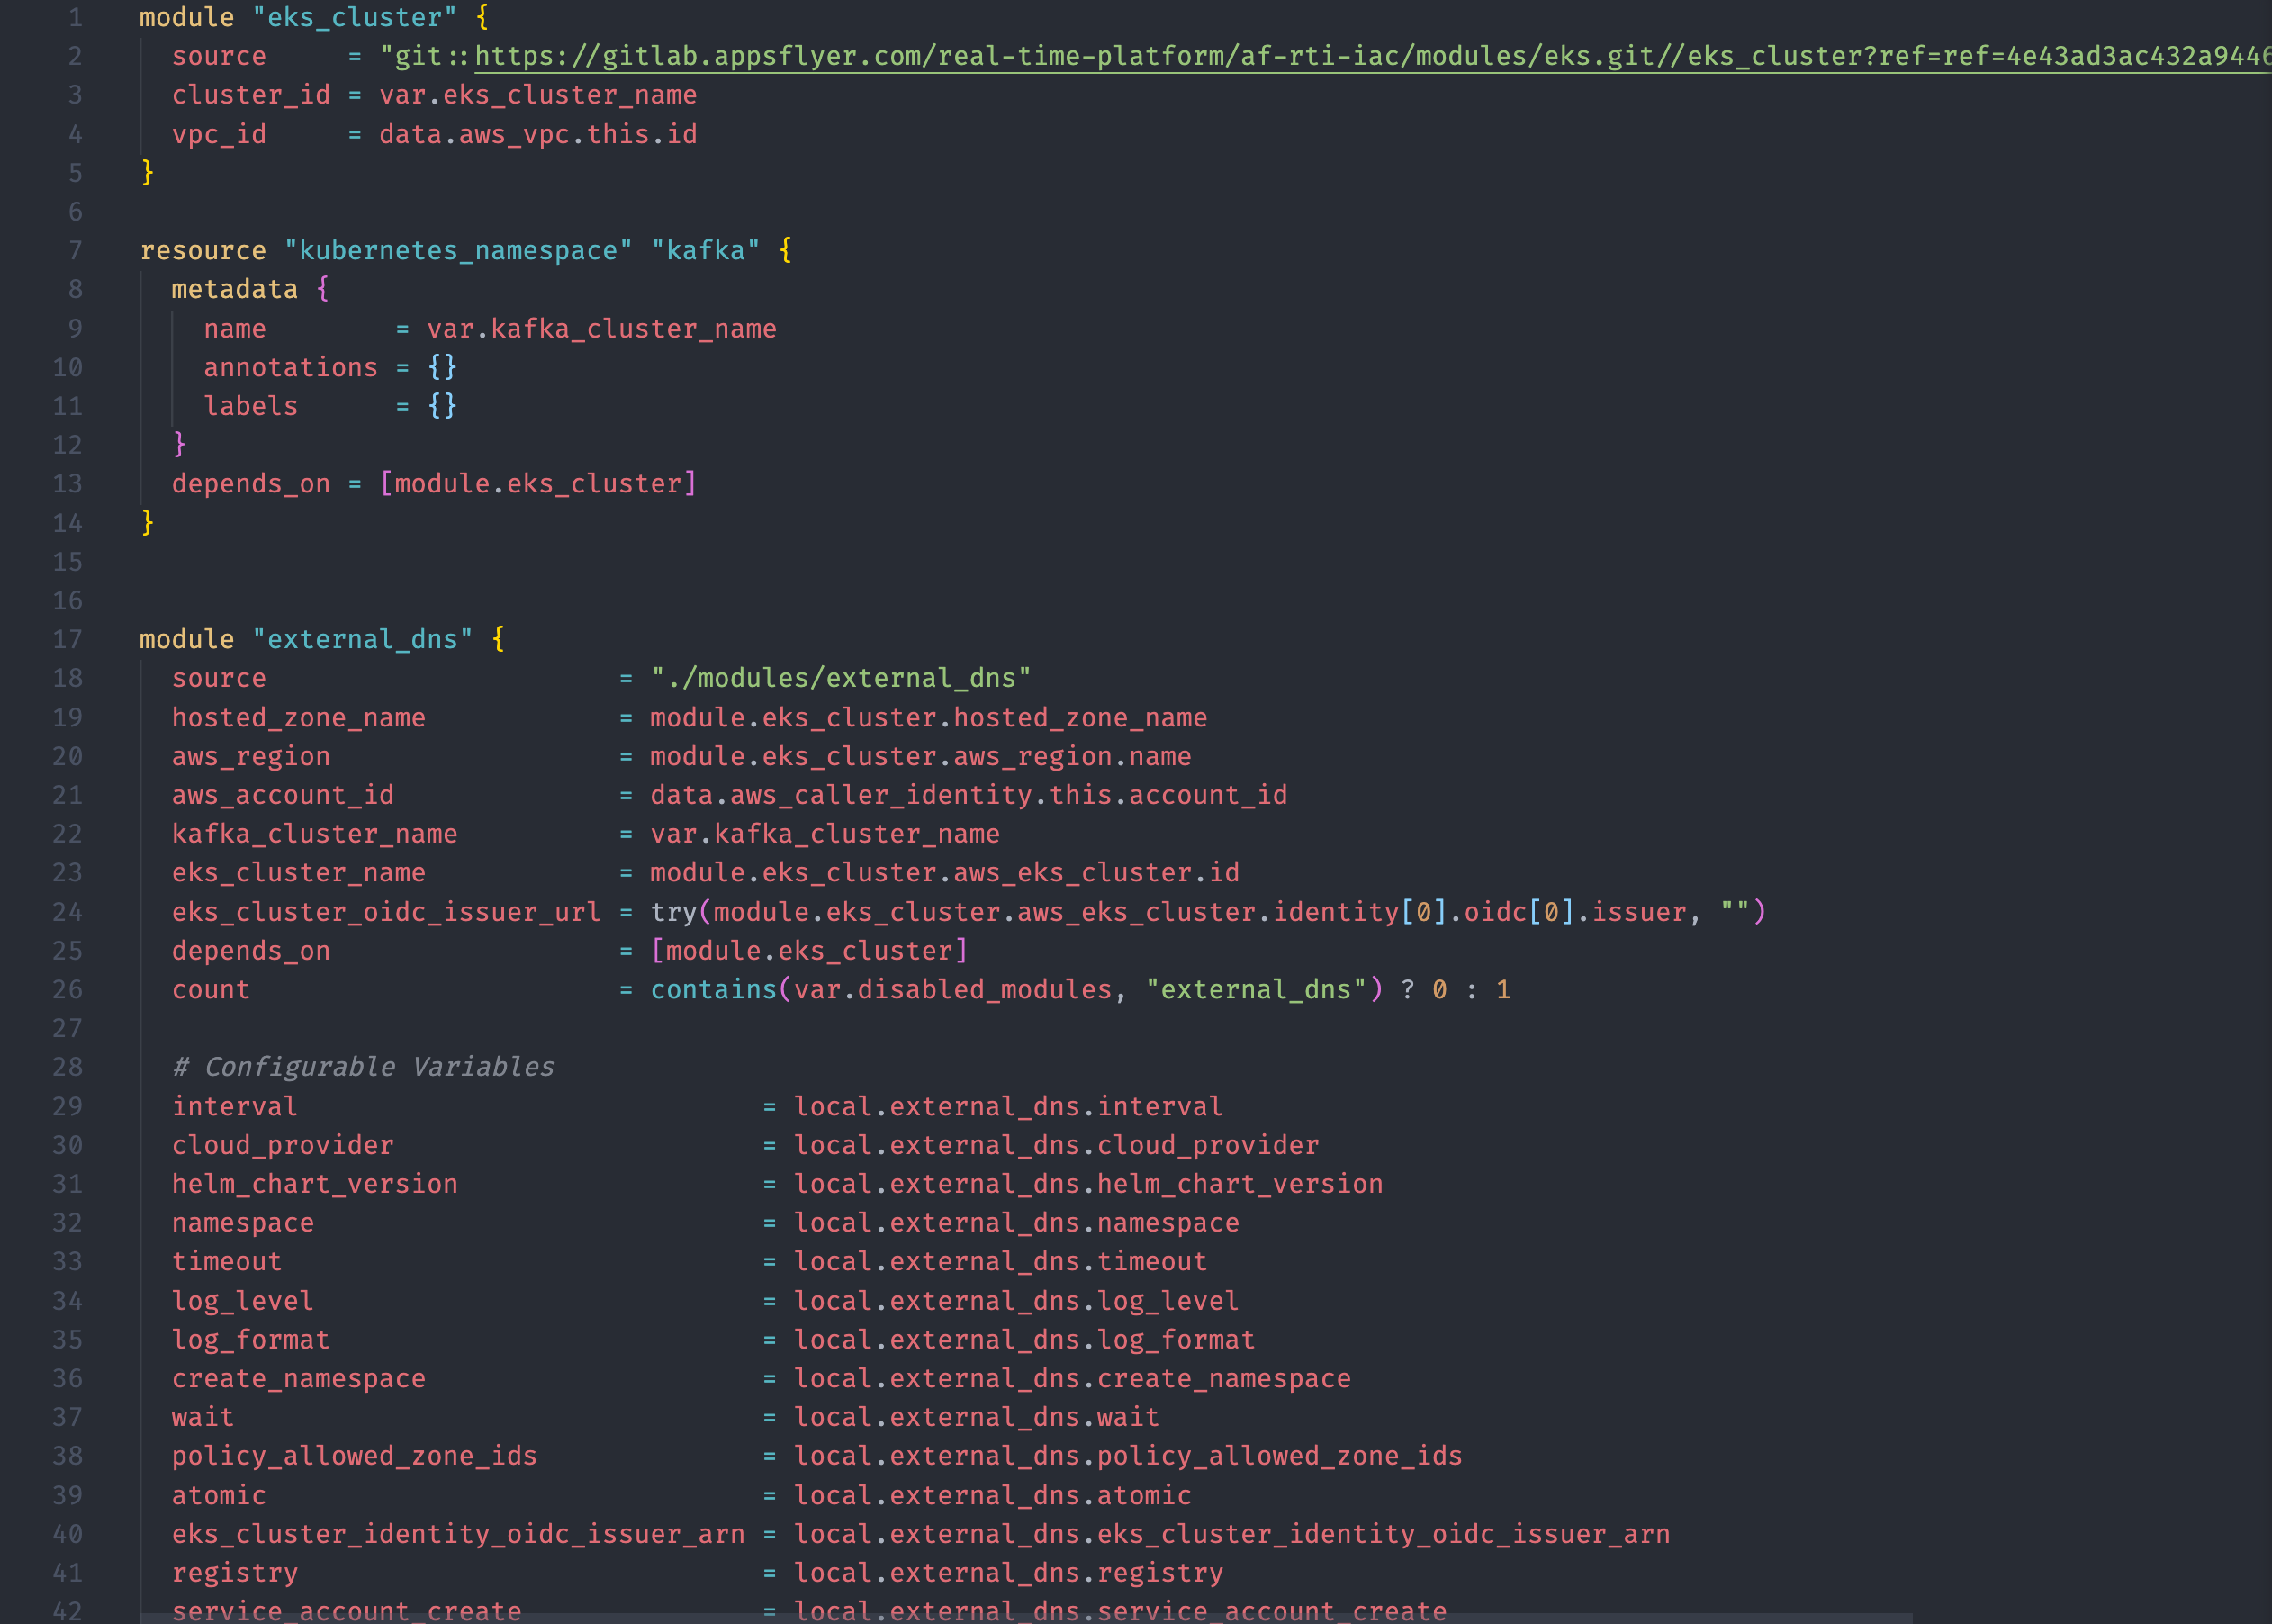 1 module "eks_cluster" {
2 source = "git::https://gitlab.appsflyer.com/real-time-platform/af-rti-iac/modules/eks.git//eks_cluster?ref=ref=4e43ad3ac432a9446
3 cluster_id = var.eks_cluster_name
4 vpc_id = data.aws_vpc.this.id
5 }
6
7 resource "kubernetes_namespace" "kafka" {
8 metadata {
9 name = var.kafka_cluster_name
10 annotations = {}
11 labels = {}
12 }
13 depends_on = [module.eks_cluster]
14 }
15
16
17 module "external_dns" {
18 source = "./modules/external_dns"
19 hosted_zone_name = module.eks_cluster.hosted_zone_name
20 aws_region = module.eks_cluster.aws_region.name
21 aws_account_id = data.aws_caller_identity.this.account_id
22 kafka_cluster_name = var.kafka_cluster_name
23 eks_cluster_name = module.eks_cluster.aws_eks_cluster.id
24 eks_cluster_oidc_issuer_url = try(module.eks_cluster.aws_eks_cluster.identity[0].oidc[0].issuer, "")
25 depends_on = [module.eks_cluster]
26 count = contains(var.disabled_modules, "external_dns") ? 0 : 1
27
28 # Configurable Variables
29 interval = local.external_dns.interval
30 cloud_provider = local.external_dns.cloud_provider
31 helm_chart_version = local.external_dns.helm_chart_version
32 namespace = local.external_dns.namespace
33 timeout = local.external_dns.timeout
34 log_level = local.external_dns.log_level
35 log_format = local.external_dns.log_format
36 create_namespace = local.external_dns.create_namespace
37 wait = local.external_dns.wait
38 policy_allowed_zone_ids = local.external_dns.policy_allowed_zone_ids
39 atomic = local.external_dns.atomic
40 eks_cluster_identity_oidc_issuer_arn = local.external_dns.eks_cluster_identity_oidc_issuer_arn
41 registry = local.external_dns.registry
42 service_account_create = local.external_dns.service_account_create